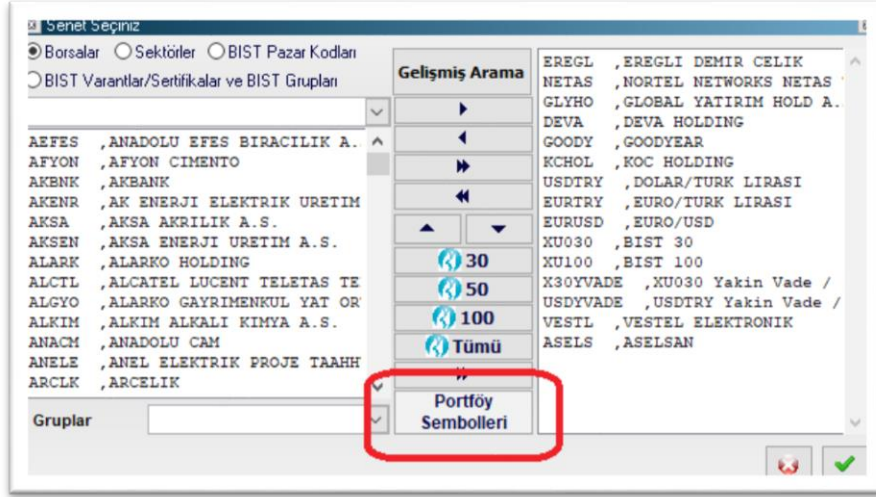 Senet Seçiniz
Borsalar Sektörler BIST Pazar Kodları
BIST Varantlar/Sertifikalar ve BIST Grupları
AEFES ,ANADOLU EFES BIRACILIK A.
AFYON ,AFYON CIMENTO
AKBNK ,AKBANK
AKENR ,AK ENERJI ELEKTRIK URETIM
AKSA ,AKSA AKRILIK A.S.
AKSEN ,AKSA ENERJI URETIM A.S.
ALARK ,ALARKO HOLDING
ALCTL ,ALCATEL LUCENT TELETAS TE
ALGYO ,ALARKO GAYRIMENKUL YAT OR
ALKIM ,ALKIM ALKALI KIMYA A.S.
ANACM ,ANADOLU CAM
ANELE ,ANEL ELEKTRIK PROJE TAAHH
ARCLK ,ARCELIK
Gruplar
Gelişmiş Arama
30
50
100
Tümü
Portföy
Sembolleri
EREGL ,EREGLI DEMIR CELIK
NETAS ,NORTEL NETWORKS NETAS
GLYHO ,GLOBAL YATIRIM HOLD A.
DEVA ,DEVA HOLDING
GOODY ,GOODYEAR
KCHOL ,KOC HOLDING
USDTRY ,DOLAR/TURK LIRASI
EURTRY ,EURO/TURK LIRASI
EURUSD ,EURO/USD
XU030 ,BIST 30
XU100 ,BIST 100
X30YVADE ,XU030 Yakin Vade /
USDYVADE ,USDTRY Yakin Vade /
VESTL ,VESTEL ELEKTRONIK
ASELS ,ASELSAN